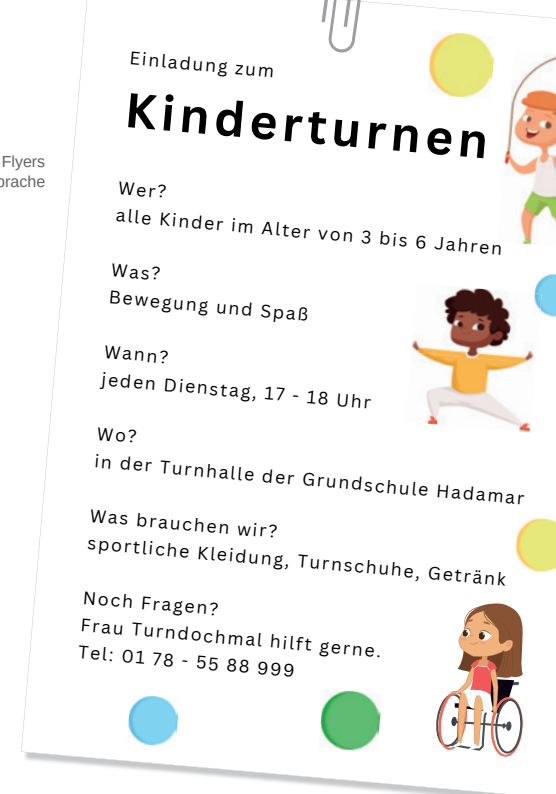 Flyers
Einladung zum
Kinderturnen
Wer?
alle Kinder im Alter von 3 bis 6 Jahren
Was?
Bewegung und Spaß
Wann?
jeden Dienstag, 17 - 18 Uhr
Wo?
in der Turnhalle der Grundschule Hadamar
Was brauchen wir?
sportliche Kleidung, Turnschuhe, Getränk
Noch Fragen?
Frau Turndochmal hilft gerne.
Tel: 01 78 - 55 88 999